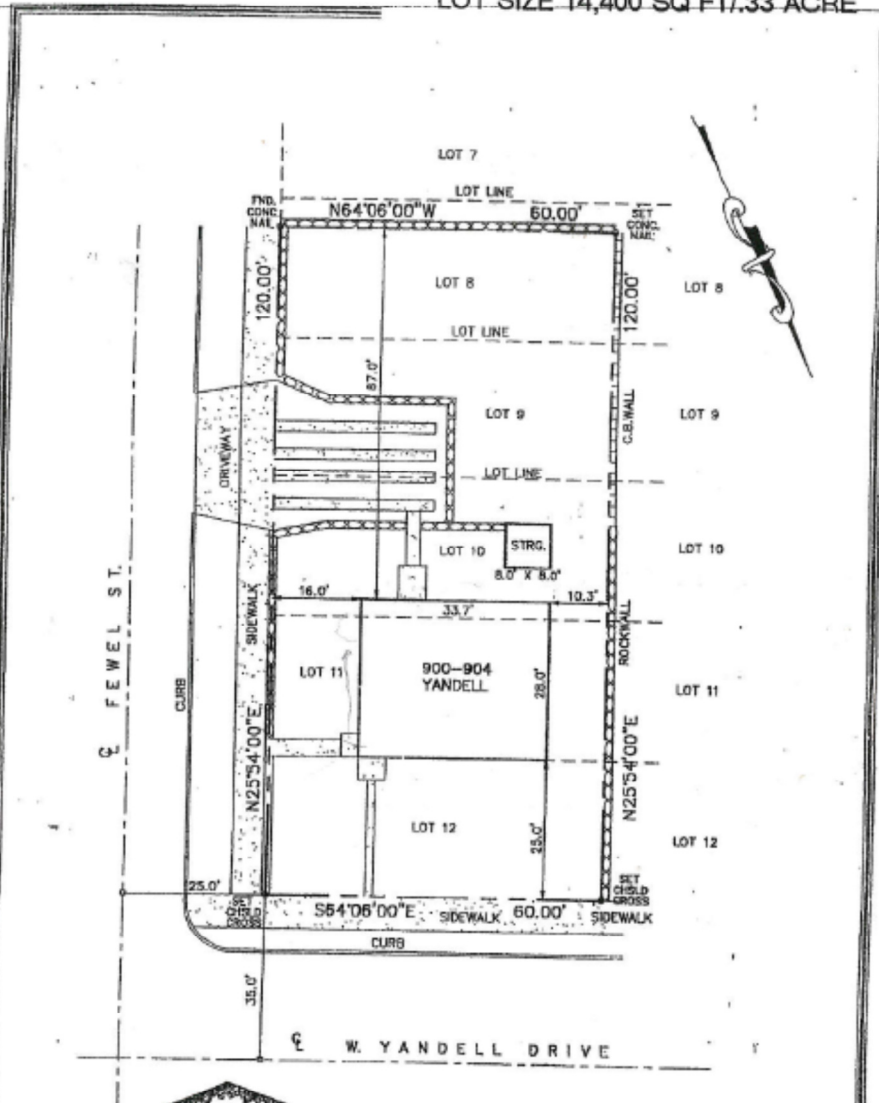 LOT SIZE 14,400 SQ FT/.33 ACRE
LOT 7
LOT LINE
FND.
CONC.
NAIL
N64°06'00"W
60.00'
SET
CONC.
NAIL
120.00'
LOT 8
120.00'
LOT 8
LOT LINE
87.0'
DRIVEWAY
LOT 9
C.B.WALL
LOT 9
LOT LINE
LOT 10
STRG.
8.0' X 8.0'
LOT 10
16.0'
33.7'
10.3'
SIDEWALK
℄ FEWEL ST.
CURB
LOT 11
900-904
YANDELL
28.0'
ROCKWALL
LOT 11
N25°54'00"E
N25°54'00"E
LOT 12
25.0'
LOT 12
25.0'
SET
CHSLD
CROSS
S64°06'00"E
SIDEWALK
60.00'
SET
CHSLD
CROSS
SIDEWALK
CURB
35.0'
℄ W. YANDELL DRIVE